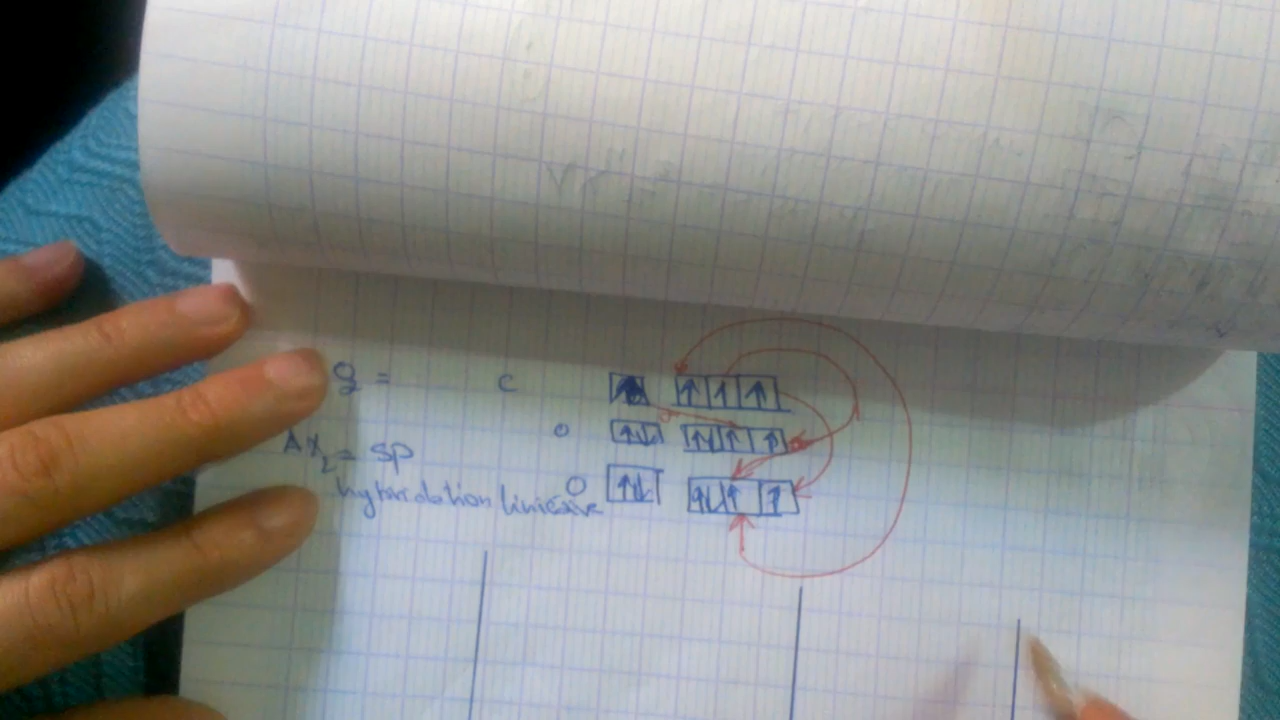 g = C
O
AX₂ = sp
hybridation linéaire O